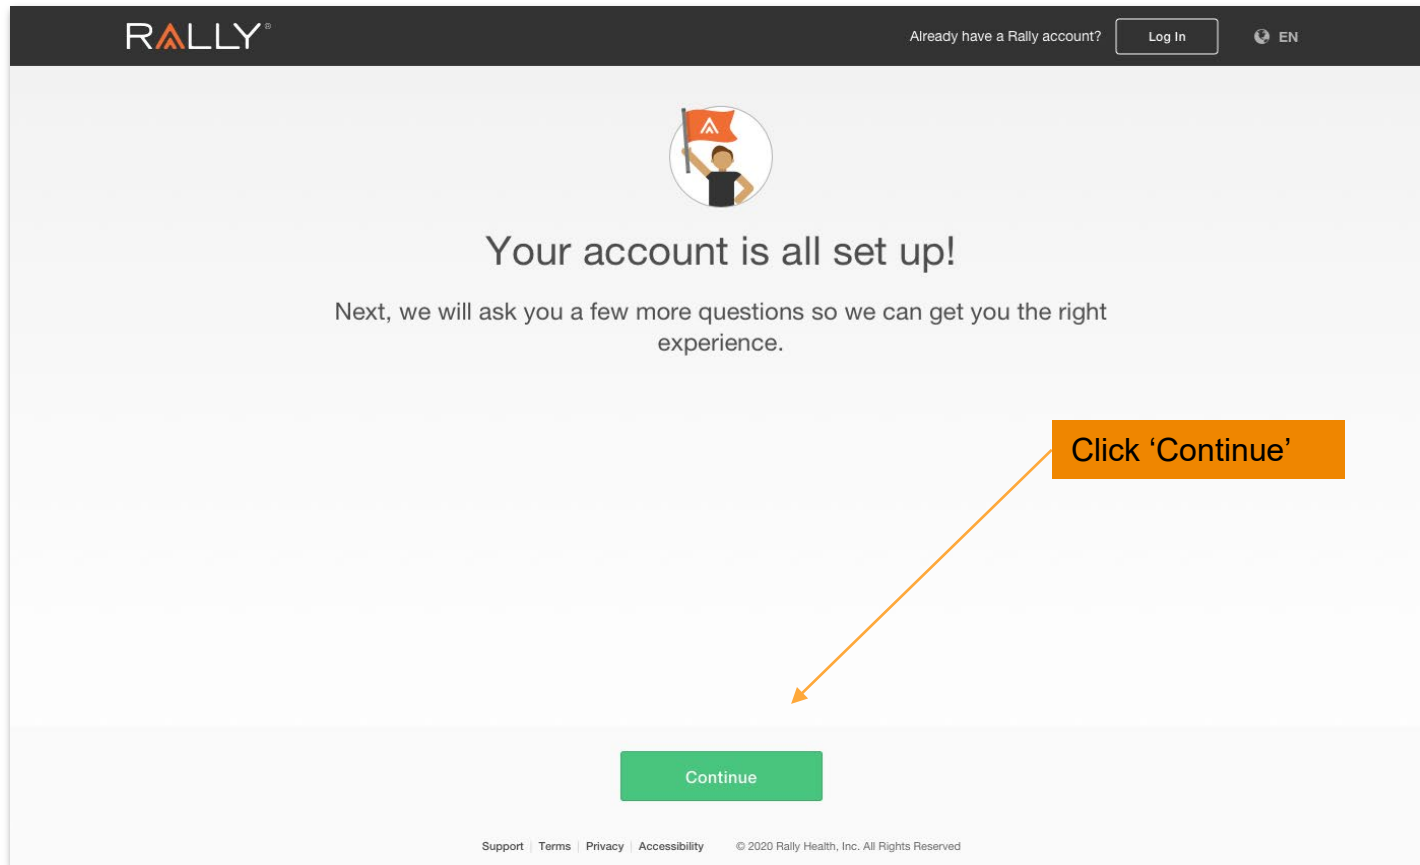 RALLY®
Already have a Rally account? Log In EN
Your account is all set up!
Next, we will ask you a few more questions so we can get you the right
experience.
Click ‘Continue’
Continue
Support | Terms | Privacy | Accessibility © 2020 Rally Health, Inc. All Rights Reserved